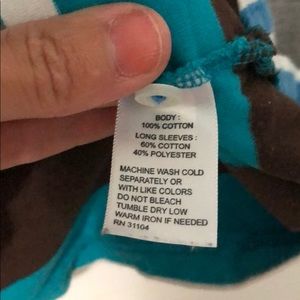 BODY :
100% COTTON
LONG SLEEVES :
60% COTTON
40% POLYESTER
MACHINE WASH COLD
SEPARATELY OR
WITH LIKE COLORS
DO NOT BLEACH
TUMBLE DRY LOW
WARM IRON IF NEEDED
RN 31104